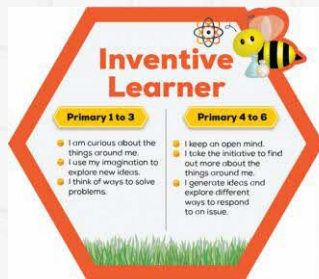 Inventive
Learner
Primary 1 to 3
I am curious about the
things around me.
I use my imagination to
explore new ideas.
I think of ways to solve
problems.
Primary 4 to 6
I keep an open mind.
I take the initiative to find
out more about the
things around me.
I generate ideas and
explore different
ways to respond
to an issue.